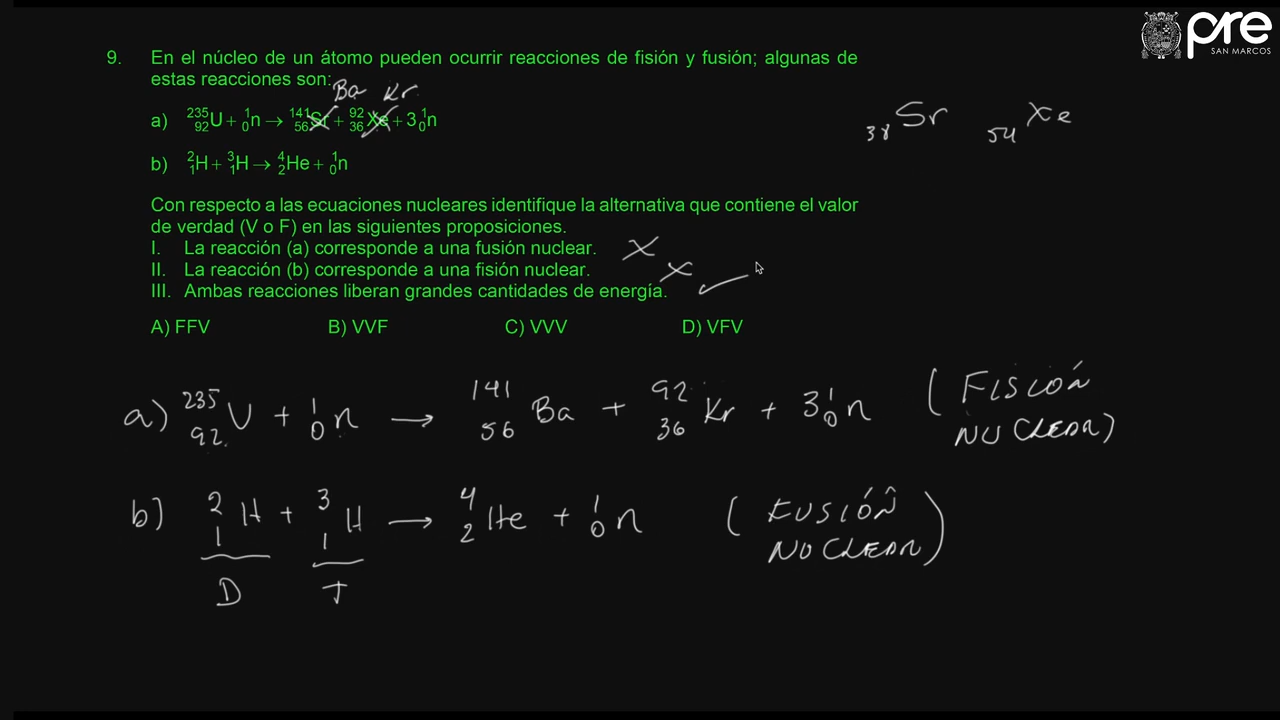 pre
SAN MARCOS
9. En el núcleo de un átomo pueden ocurrir reacciones de fisión y fusión; algunas de
estas reacciones son:
Ba Kr
a) ²³⁵₉₂U + ¹₀n → ¹⁴¹₅₆Sr + ⁹²₃₆Xe + 3 ¹₀n
₃₈Sr ₅₄Xe
b) ²₁H + ³₁H → ⁴₂He + ¹₀n
Con respecto a las ecuaciones nucleares identifique la alternativa que contiene el valor
de verdad (V o F) en las siguientes proposiciones.
I. La reacción (a) corresponde a una fusión nuclear.
II. La reacción (b) corresponde a una fisión nuclear.
III. Ambas reacciones liberan grandes cantidades de energía.
A) FFV B) VVF C) VVV D) VFV
a) ²³⁵₉₂U + ¹₀n → ¹⁴¹₅₆Ba + ⁹²₃₆Kr + 3 ¹₀n (FISIÓN
NUCLEAR)
b) ²₁H + ³₁H → ⁴₂He + ¹₀n (FUSIÓN
NUCLEAR)
D T